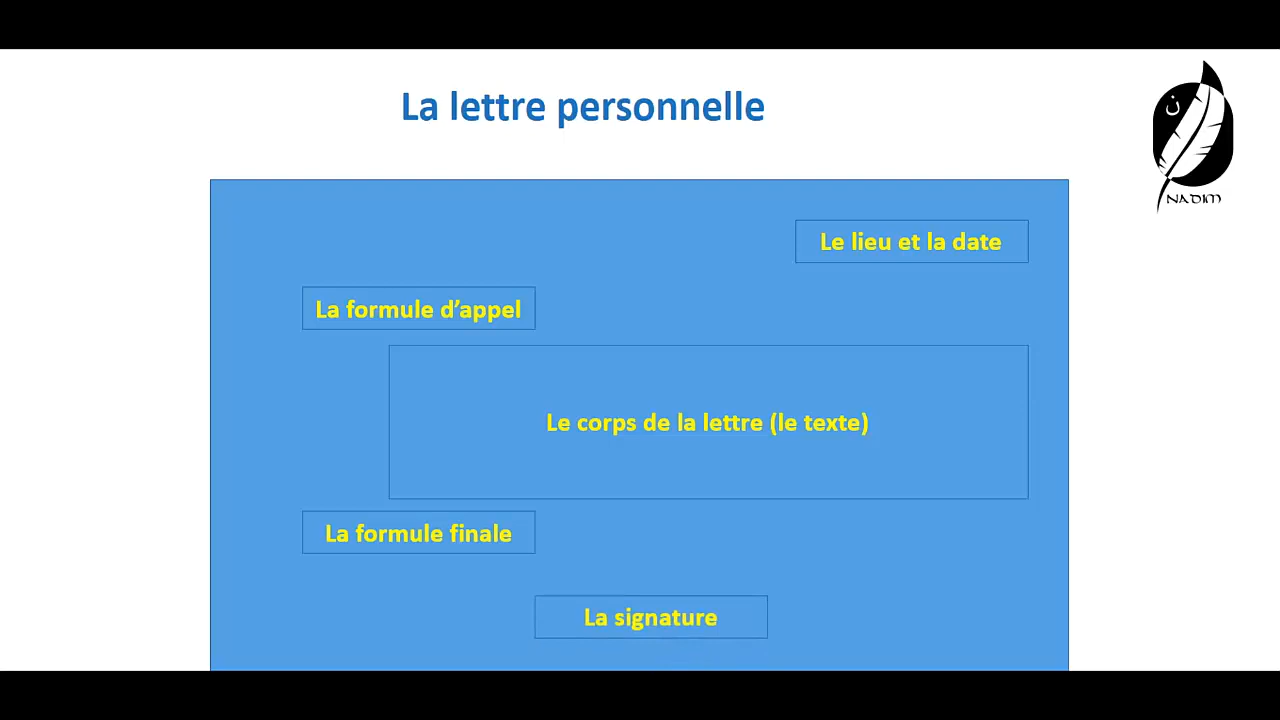 La lettre personnelle
ن
NADIM
Le lieu et la date
La formule d’appel
Le corps de la lettre (le texte)
La formule finale
La signature